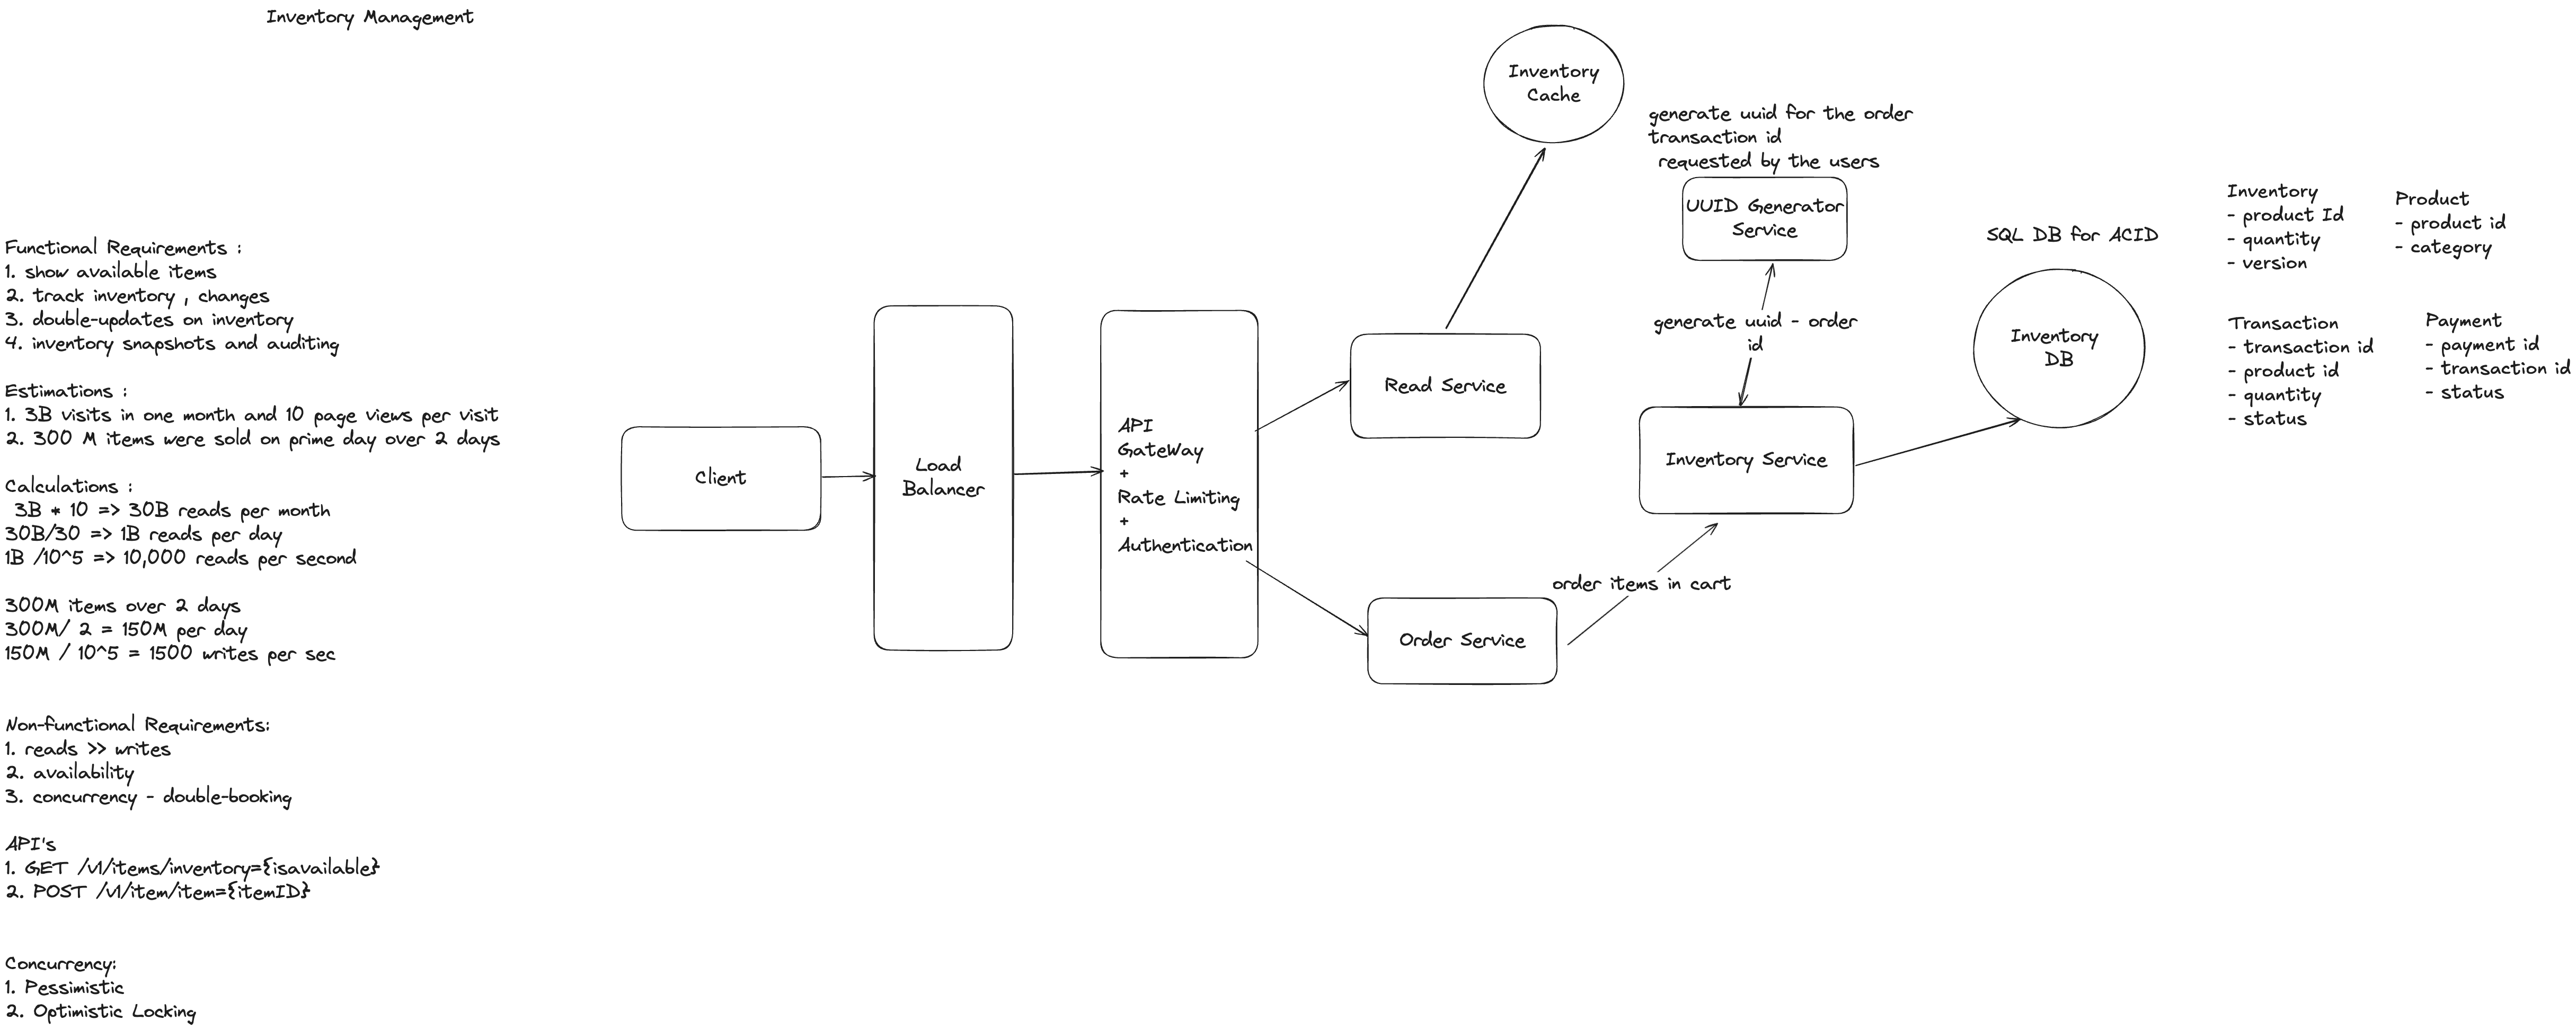 Inventory Management
Functional Requirements :
1. show available items
2. track inventory , changes
3. double-updates on inventory
4. inventory snapshots and auditing
Estimations :
1. 3B visits in one month and 10 page views per visit
2. 300 M items were sold on prime day over 2 days
Calculations :
3B * 10 => 30B reads per month
30B/30 => 1B reads per day
1B /10^5 => 10,000 reads per second
300M items over 2 days
300M/ 2 = 150M per day
150M / 10^5 = 1500 writes per sec
Non-functional Requirements:
1. reads >> writes
2. availability
3. concurrency - double-booking
API's
1. GET /v1/items/inventory={isavailable}
2. POST /v1/item/item={itemID}
Concurrency:
1. Pessimistic
2. Optimistic Locking
Client
Load
Balancer
API
GateWay
+
Rate Limiting
+
Authentication
Read Service
Order Service
order items in cart
Inventory
Cache
generate uuid for the order
transaction id
requested by the users
UUID Generator
Service
generate uuid - order
id
Inventory Service
SQL DB for ACID
Inventory
DB
Inventory
- product Id
- quantity
- version
Product
- product id
- category
Transaction
- transaction id
- product id
- quantity
- status
Payment
- payment id
- transaction id
- status